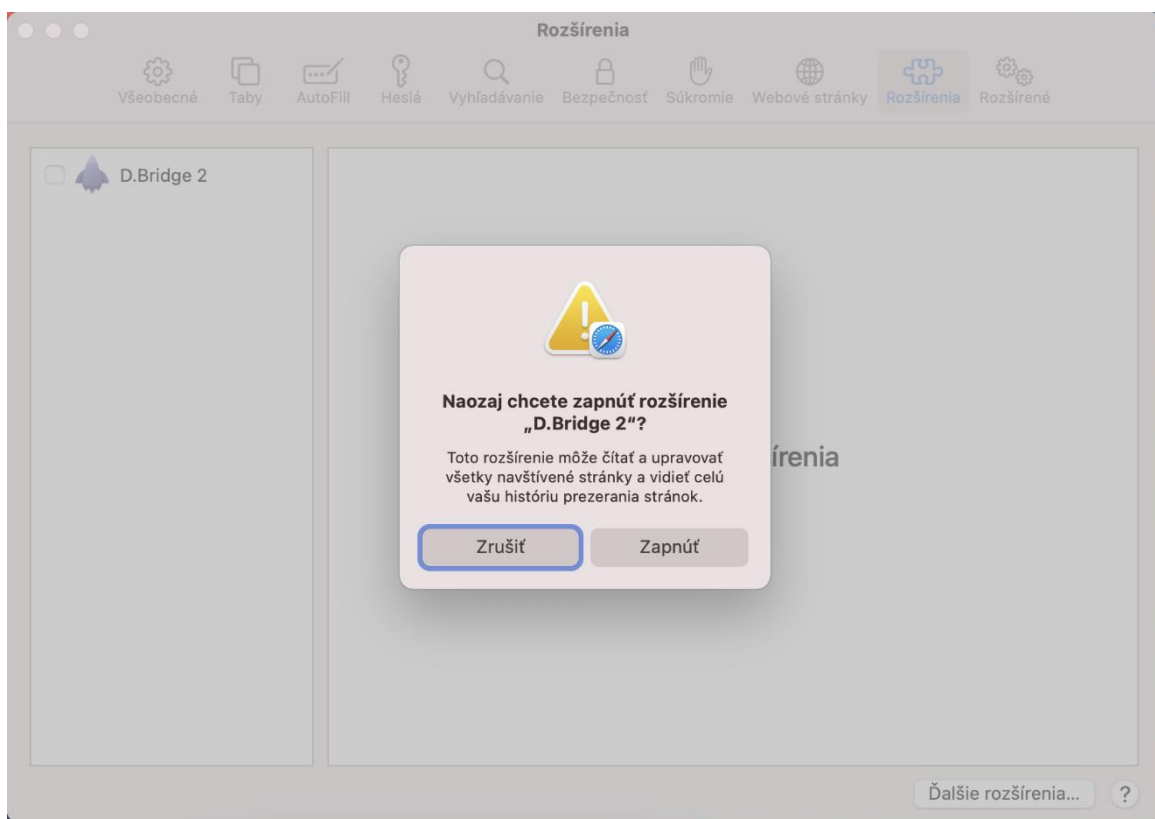 Rozšírenia
Všeobecné Taby AutoFill Heslá Vyhľadávanie Bezpečnosť Súkromie Webové stránky Rozšírenia Rozšírené
D.Bridge 2
Naozaj chcete zapnúť rozšírenie
„D.Bridge 2“?
Toto rozšírenie môže čítať a upravovať
všetky navštívené stránky a vidieť celú
vašu históriu prezerania stránok.
írenia
Zrušiť Zapnúť
Ďalšie rozšírenia... ?